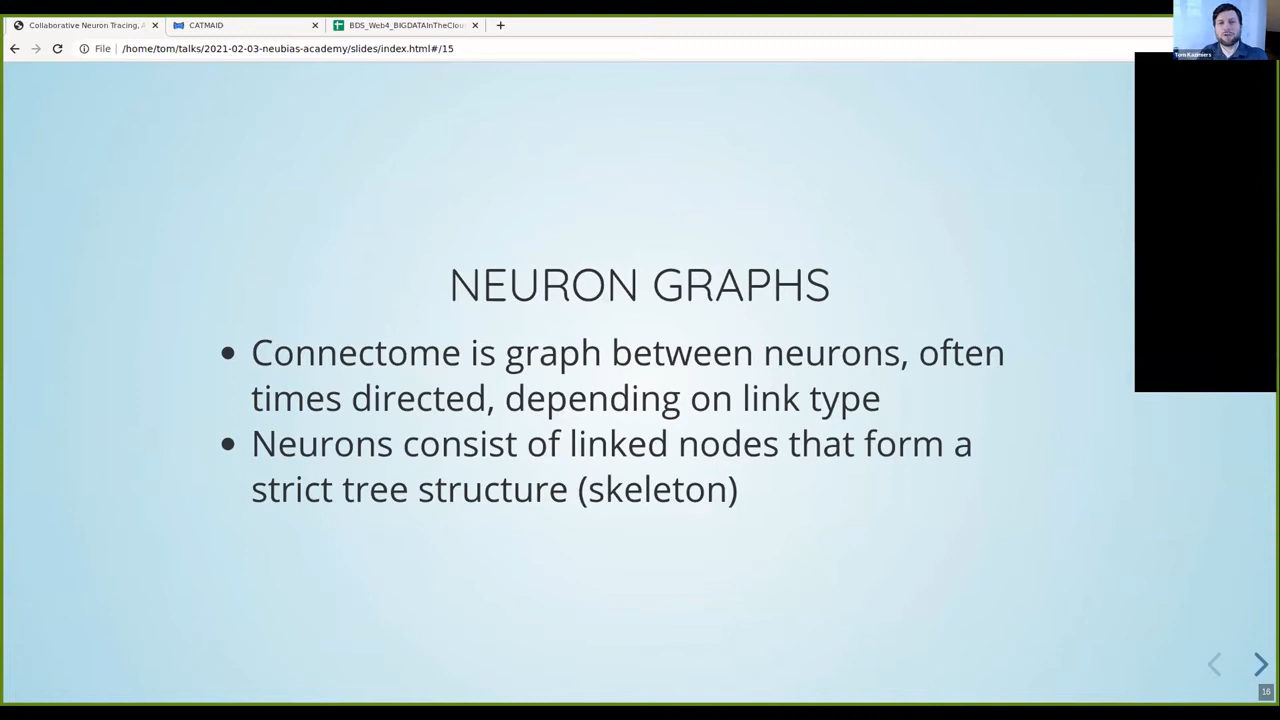 Collaborative Neuron Tracing, A
CATMAID
BDS_Web4_BIGDATAInTheClou
File
/home/tom/talks/2021-02-03-neubias-academy/slides/index.html#/15
Tom Kazimiers
NEURON GRAPHS
• Connectome is graph between neurons, often
times directed, depending on link type
• Neurons consist of linked nodes that form a
strict tree structure (skeleton)
16